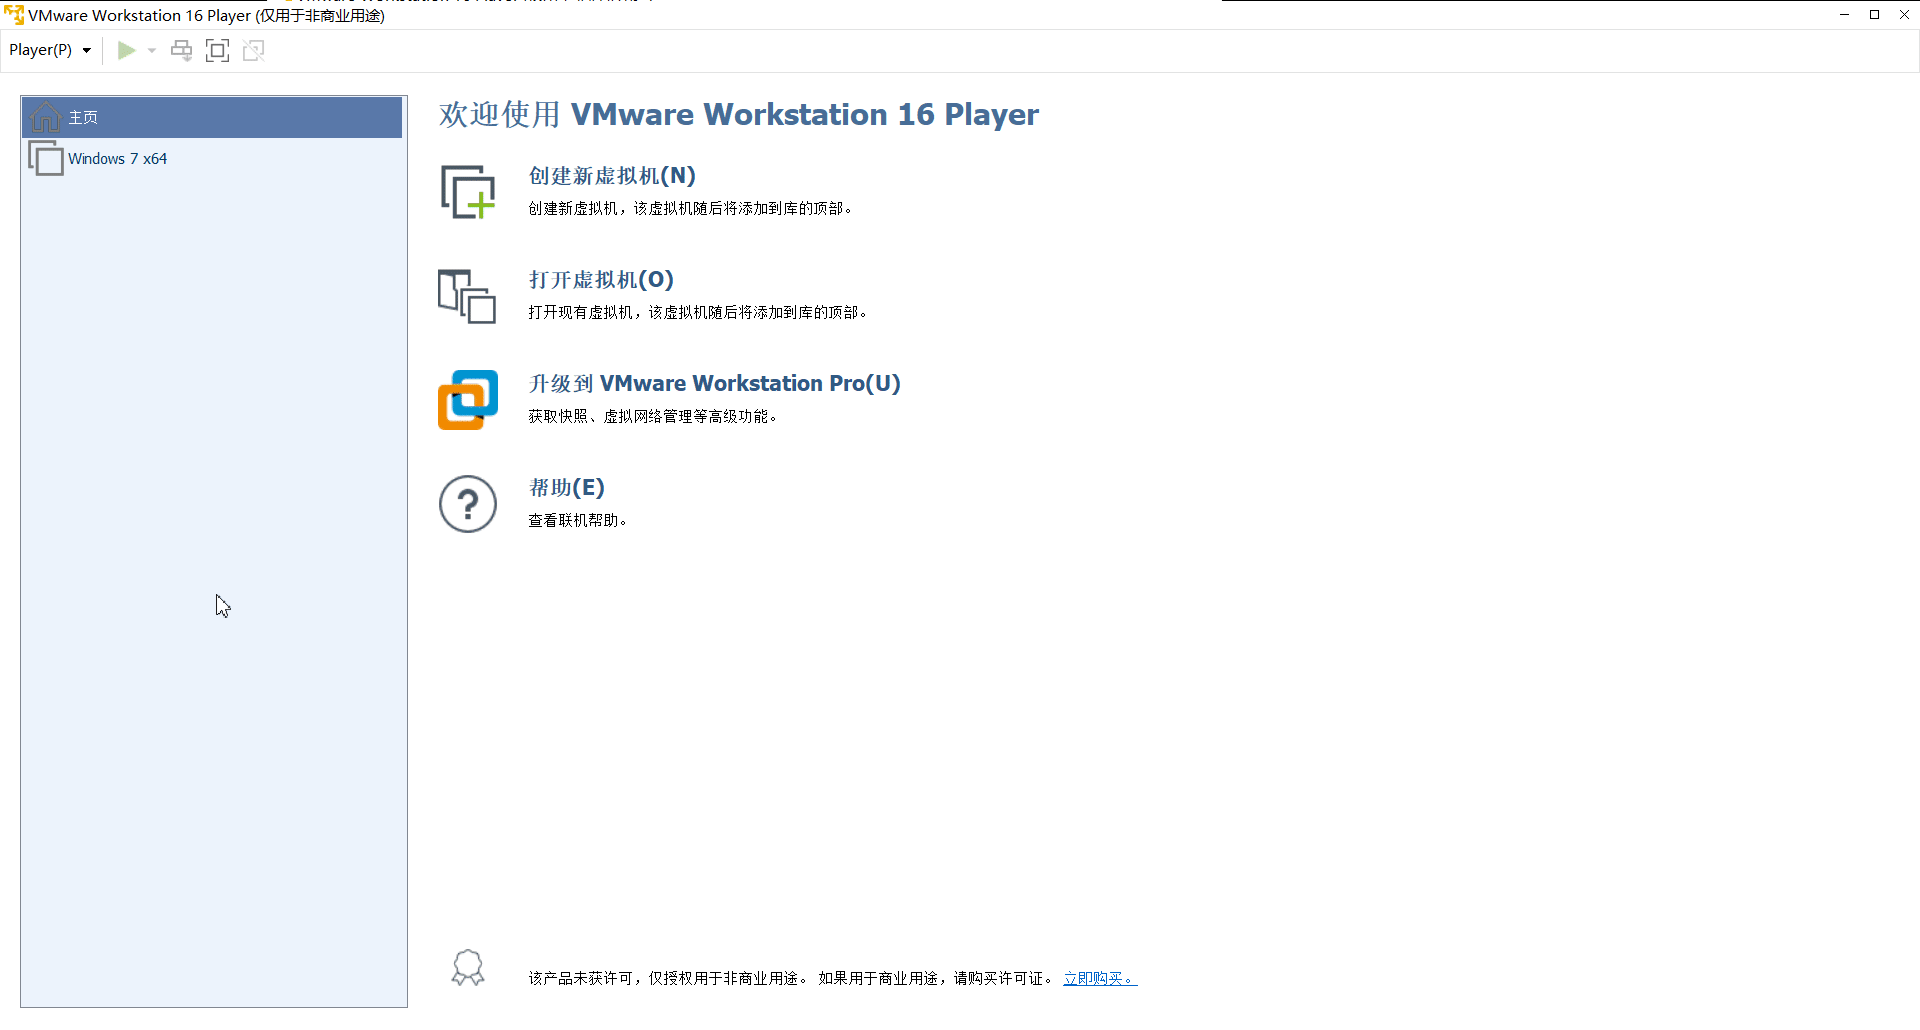 VMware Workstation 16 Player (仅用于非商业用途)
Player(P)
主页
Windows 7 x64
欢迎使用 VMware Workstation 16 Player
创建新虚拟机(N)
创建新虚拟机，该虚拟机随后将添加到库的顶部。
打开虚拟机(O)
打开现有虚拟机，该虚拟机随后将添加到库的顶部。
升级到 VMware Workstation Pro(U)
获取快照、虚拟网络管理等高级功能。
帮助(E)
查看联机帮助。
该产品未获许可，仅授权用于非商业用途。 如果用于商业用途，请购买许可证。 立即购买。